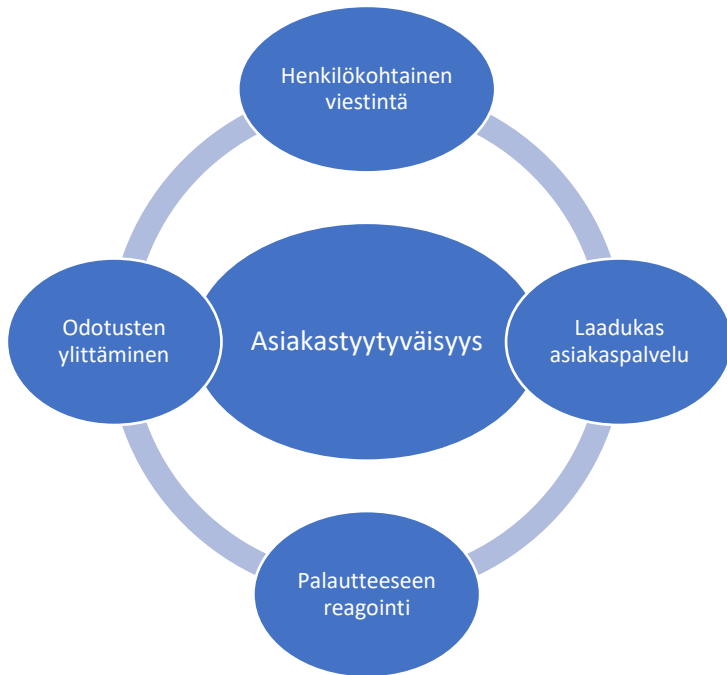 Henkilökohtainen
viestintä
Odotusten
ylittäminen
Asiakastyytyväisyys
Laadukas
asiakaspalvelu
Palautteeseen
reagointi